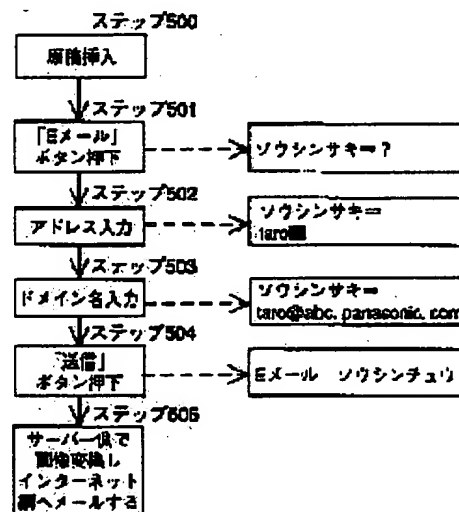 ステップ500
原稿挿入
ステップ501
「Eメール」
ボタン押下
ソウシンサキ=?
ステップ502
アドレス入力
ソウシンサキ=
taro■
ステップ503
ドメイン名入力
ソウシンサキ=
taro@abc.panasonic.com
ステップ504
「送信」
ボタン押下
Eメール ソウシンチュウ
ステップ505
サーバー側で
画像変換し
インターネット
網へメールする